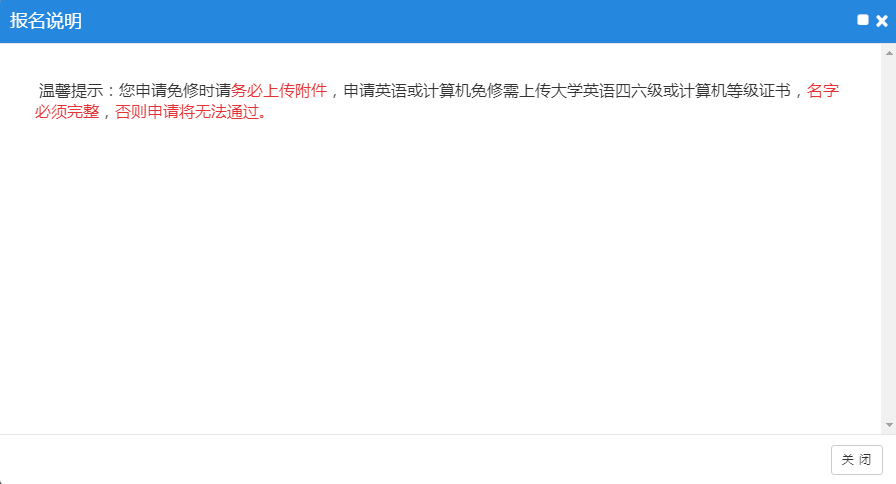 报名说明
温馨提示：您申请免修时请务必上传附件，申请英语或计算机免修需上传大学英语四六级或计算机等级证书，名字
必须完整，否则申请将无法通过。
关 闭